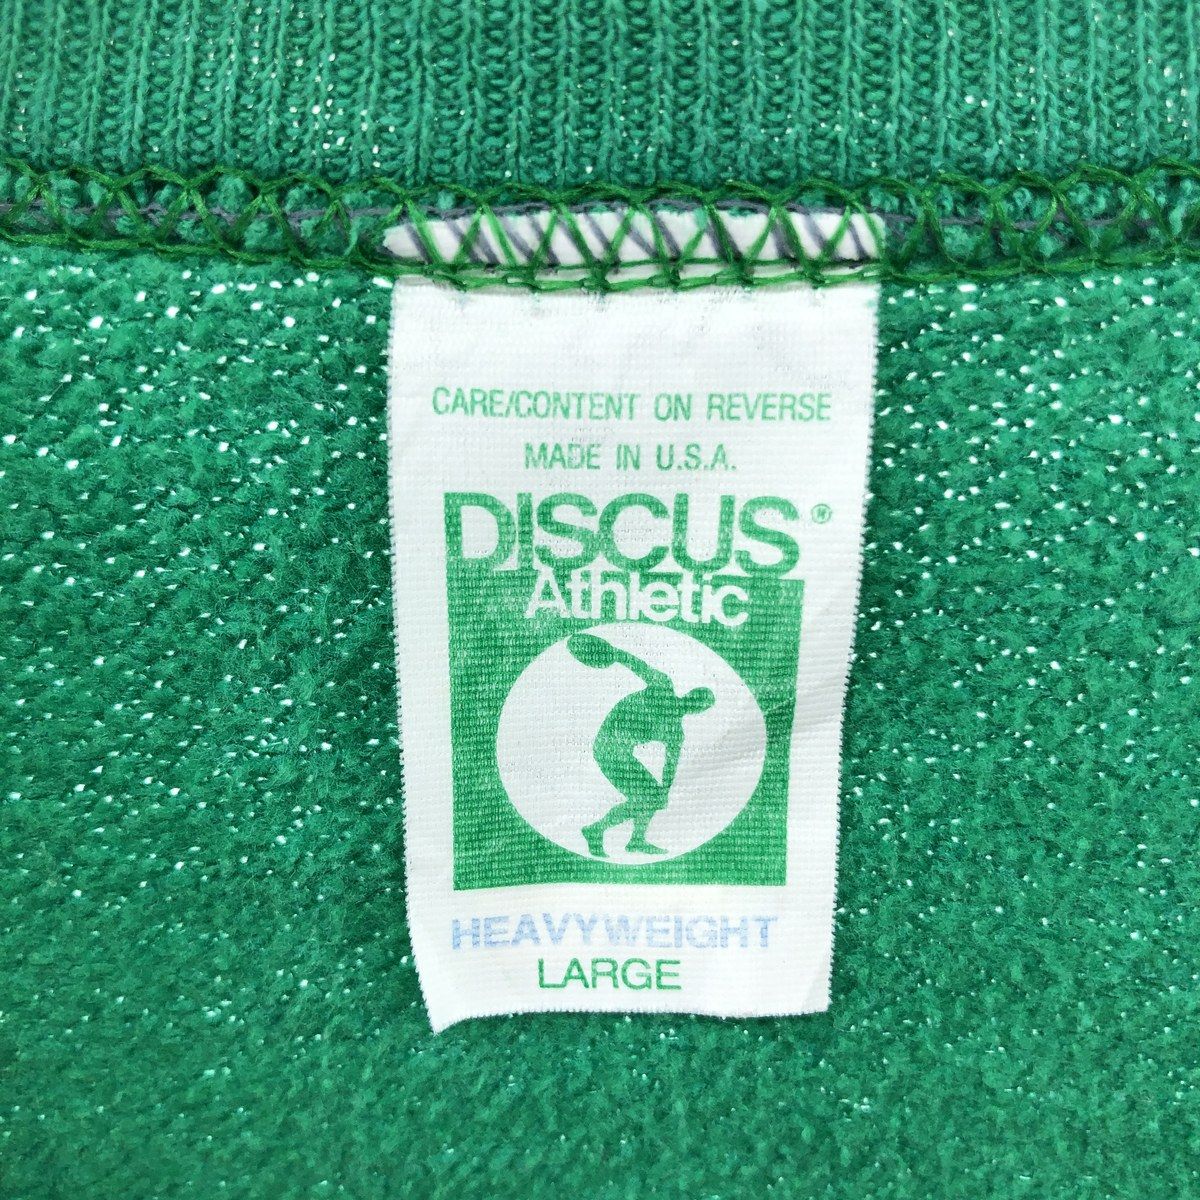 CARE/CONTENT ON REVERSE
MADE IN U.S.A.
DISCUS®
Athletic
HEAVYWEIGHT
LARGE